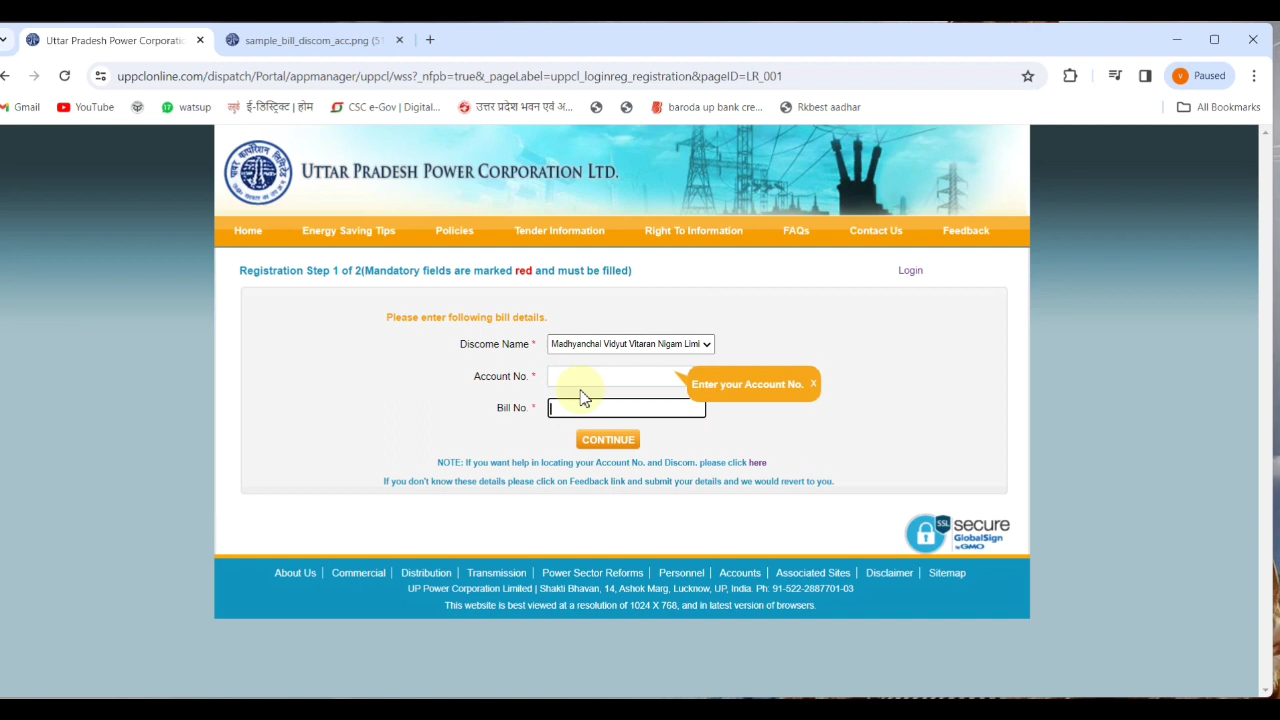 Uttar Pradesh Power Corporatio
sample_bill_discom_acc.png (51
uppclonline.com/dispatch/Portal/appmanager/uppcl/wss?_nfpb=true&_pageLabel=uppcl_loginreg_registration&pageID=LR_001
V Paused
Gmail YouTube watsup ई-डिस्ट्रिक्ट | होम CSC e-Gov | Digital... उत्तर प्रदेश भवन एवं अ... baroda up bank cre... Rkbest aadhar All Bookmarks
UTTAR PRADESH POWER CORPORATION LTD.
Home Energy Saving Tips Policies Tender Information Right To Information FAQs Contact Us Feedback
Registration Step 1 of 2(Mandatory fields are marked red and must be filled) Login
Please enter following bill details.
Discome Name * Madhyanchal Vidyut Vitaran Nigam Limi
Account No. * Enter your Account No. X
Bill No. *
CONTINUE
NOTE: If you want help in locating your Account No. and Discom. please click here
If you don't know these details please click on Feedback link and submit your details and we would revert to you.
SSL secure
GlobalSign
by GMO
About Us | Commercial | Distribution | Transmission | Power Sector Reforms | Personnel | Accounts | Associated Sites | Disclaimer | Sitemap
UP Power Corporation Limited | Shakti Bhavan, 14, Ashok Marg, Lucknow, UP, India. Ph: 91-522-2887701-03
This website is best viewed at a resolution of 1024 X 768, and in latest version of browsers.